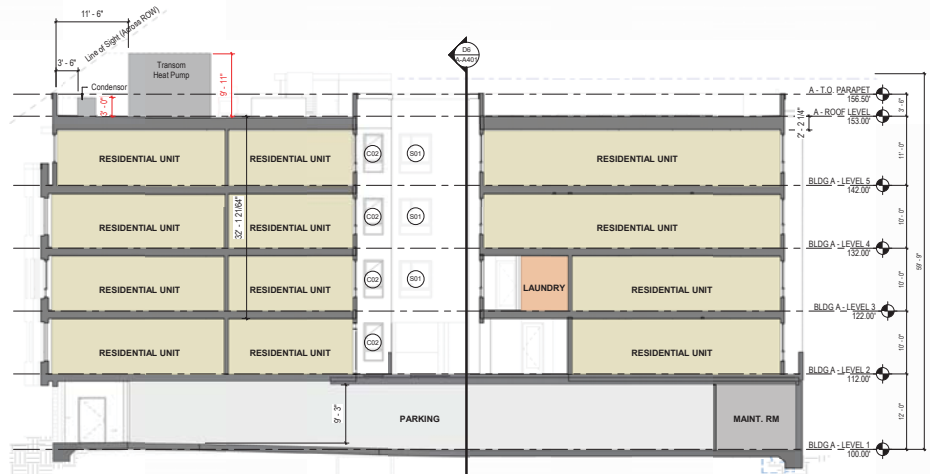 11' - 6"
Line of Sight (Across ROW)
3' - 6"
Condensor
3' - 0"
Transom
Heat Pump
9' - 11"
D6
A-A401
A - T.O. PARAPET
156.50'
3'- 6"
A - ROOF LEVEL
153.00'
2' - 2 1/4"
RESIDENTIAL UNIT
RESIDENTIAL UNIT
C02
S01
RESIDENTIAL UNIT
11'- 0"
BLDG A - LEVEL 5
142.00'
RESIDENTIAL UNIT
RESIDENTIAL UNIT
32' - 1 21/64"
C02
S01
RESIDENTIAL UNIT
10'- 0"
BLDG A - LEVEL 4
132.00'
59' - 9"
RESIDENTIAL UNIT
RESIDENTIAL UNIT
C02
S01
LAUNDRY
RESIDENTIAL UNIT
10'- 0"
BLDG A - LEVEL 3
122.00'
RESIDENTIAL UNIT
RESIDENTIAL UNIT
C02
RESIDENTIAL UNIT
10'- 0"
BLDG A - LEVEL 2
112.00'
9' - 3"
PARKING
MAINT. RM
12'- 0"
BLDG A - LEVEL 1
100.00'